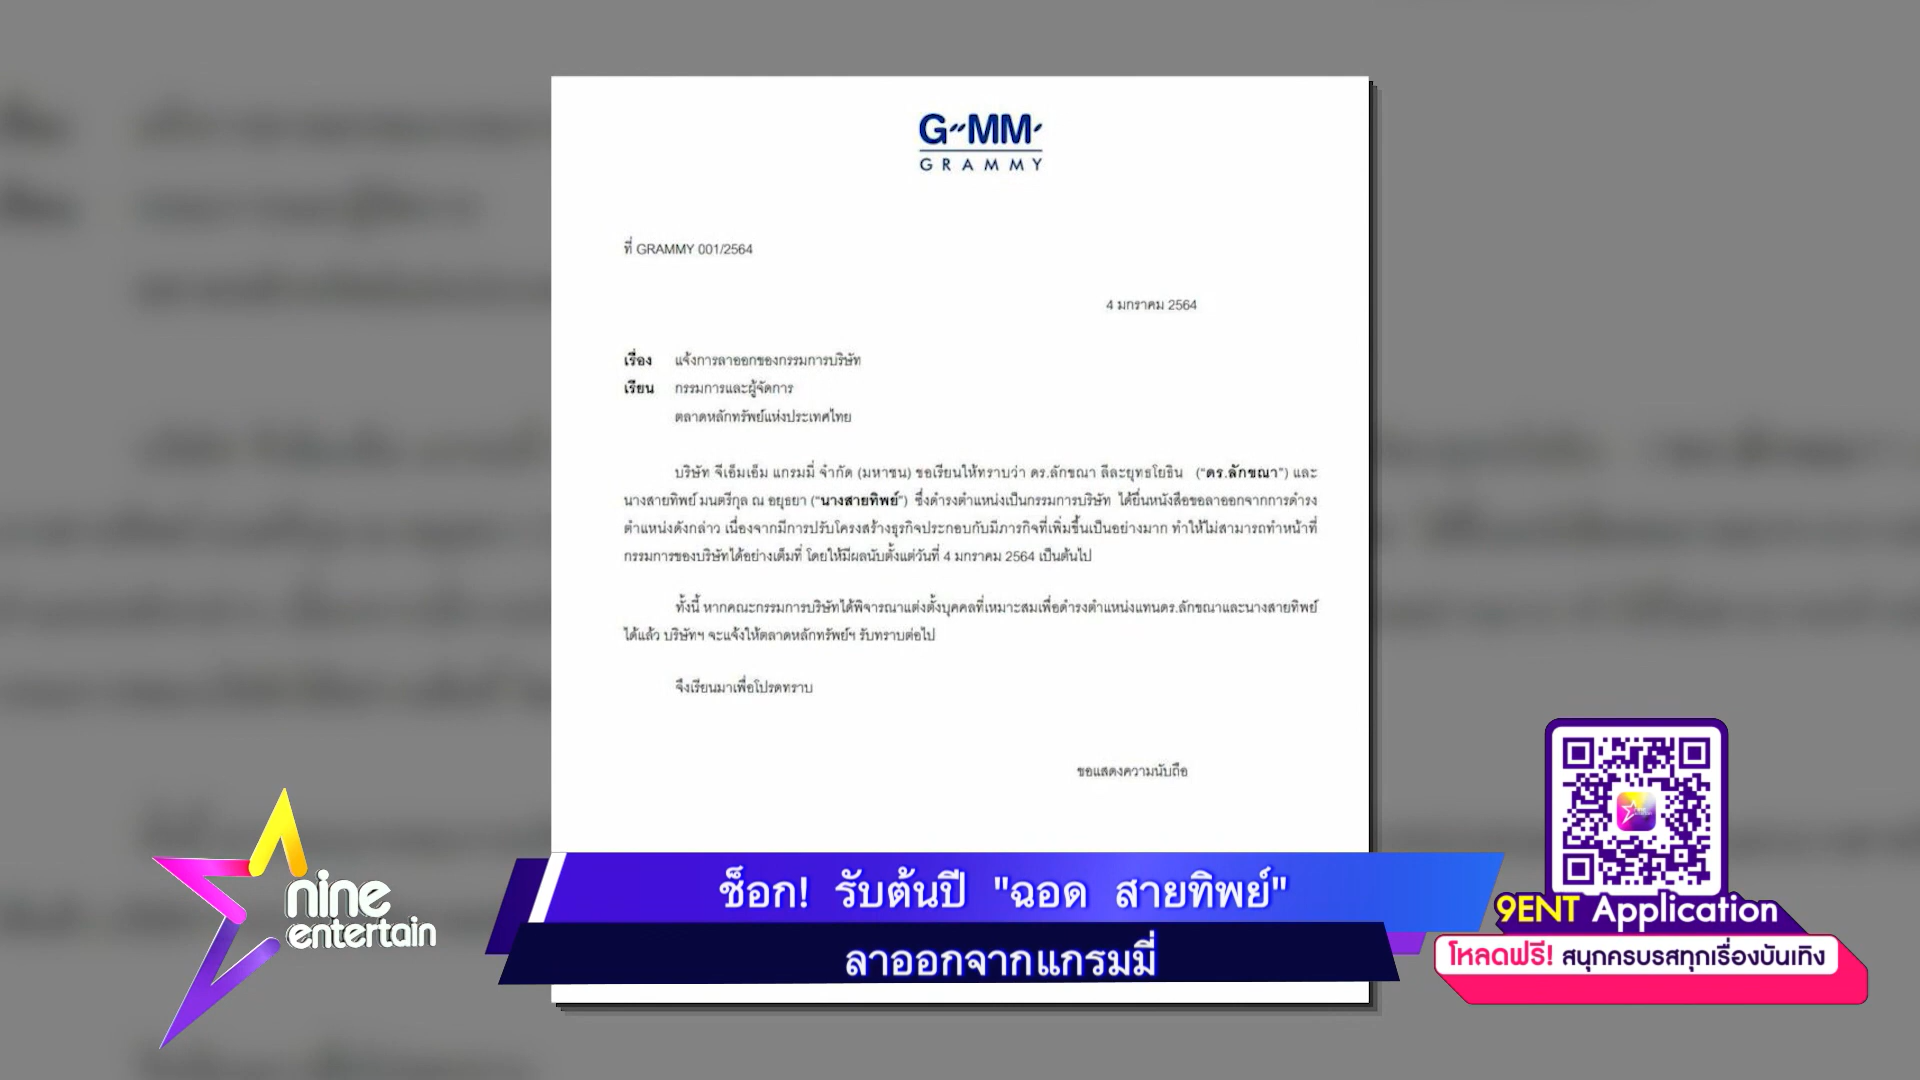 G"MM'
GRAMMY
ที่ GRAMMY 001/2564
4 มกราคม 2564
เรื่อง แจ้งการลาออกของกรรมการบริษัท
เรียน กรรมการและผู้จัดการ
ตลาดหลักทรัพย์แห่งประเทศไทย
บริษัท จีเอ็มเอ็ม แกรมมี่ จำกัด (มหาชน) ขอเรียนให้ทราบว่า ดร.ลักขณา ลีละยุทธโยธิน ("ดร.ลักขณา") และ
นางสายทิพย์ มนตรีกุล ณ อยุธยา ("นางสายทิพย์") ซึ่งดำรงตำแหน่งเป็นกรรมการบริษัท ได้ยื่นหนังสือขอลาออกจากการดำรง
ตำแหน่งดังกล่าว เนื่องจากมีการปรับโครงสร้างธุรกิจประกอบกับมีภารกิจที่เพิ่มขึ้นเป็นอย่างมาก ทำให้ไม่สามารถทำหน้าที่
กรรมการของบริษัทได้อย่างเต็มที่ โดยให้มีผลนับตั้งแต่วันที่ 4 มกราคม 2564 เป็นต้นไป
ทั้งนี้ หากคณะกรรมการบริษัทได้พิจารณาแต่งตั้งบุคคลที่เหมาะสมเพื่อดำรงตำแหน่งแทนดร.ลักขณาและนางสายทิพย์
ได้แล้ว บริษัทฯ จะแจ้งให้ตลาดหลักทรัพย์ฯ รับทราบต่อไป
จึงเรียนมาเพื่อโปรดทราบ
ขอแสดงความนับถือ
ช็อก! รับต้นปี "ฉอด สายทิพย์"
ลาออกจากแกรมมี่
nine
entertain
9ENT Application
โหลดฟรี! สนุกครบรสทุกเรื่องบันเทิง